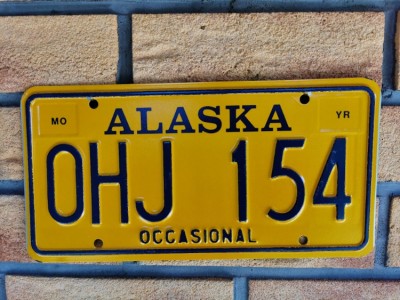 MO ALASKA YR
OHJ 154
OCCASIONAL